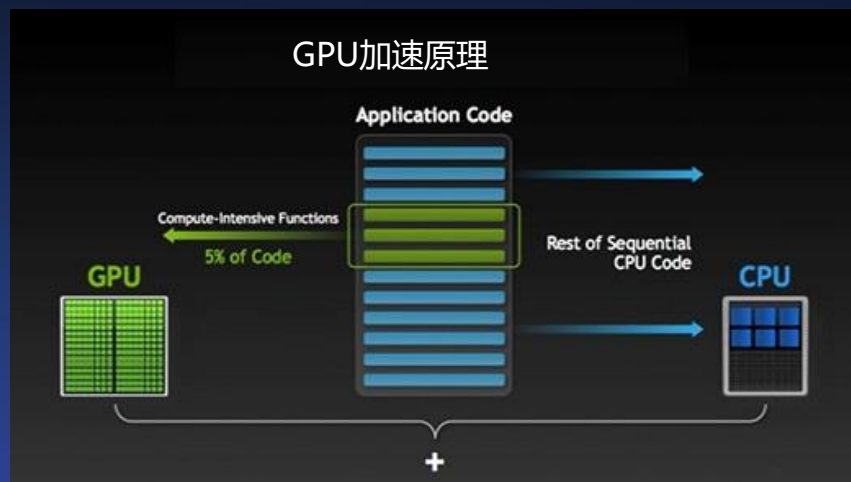 GPU加速原理
Application Code
Compute-Intensive Functions
5% of Code
Rest of Sequential
CPU Code
GPU
CPU
+